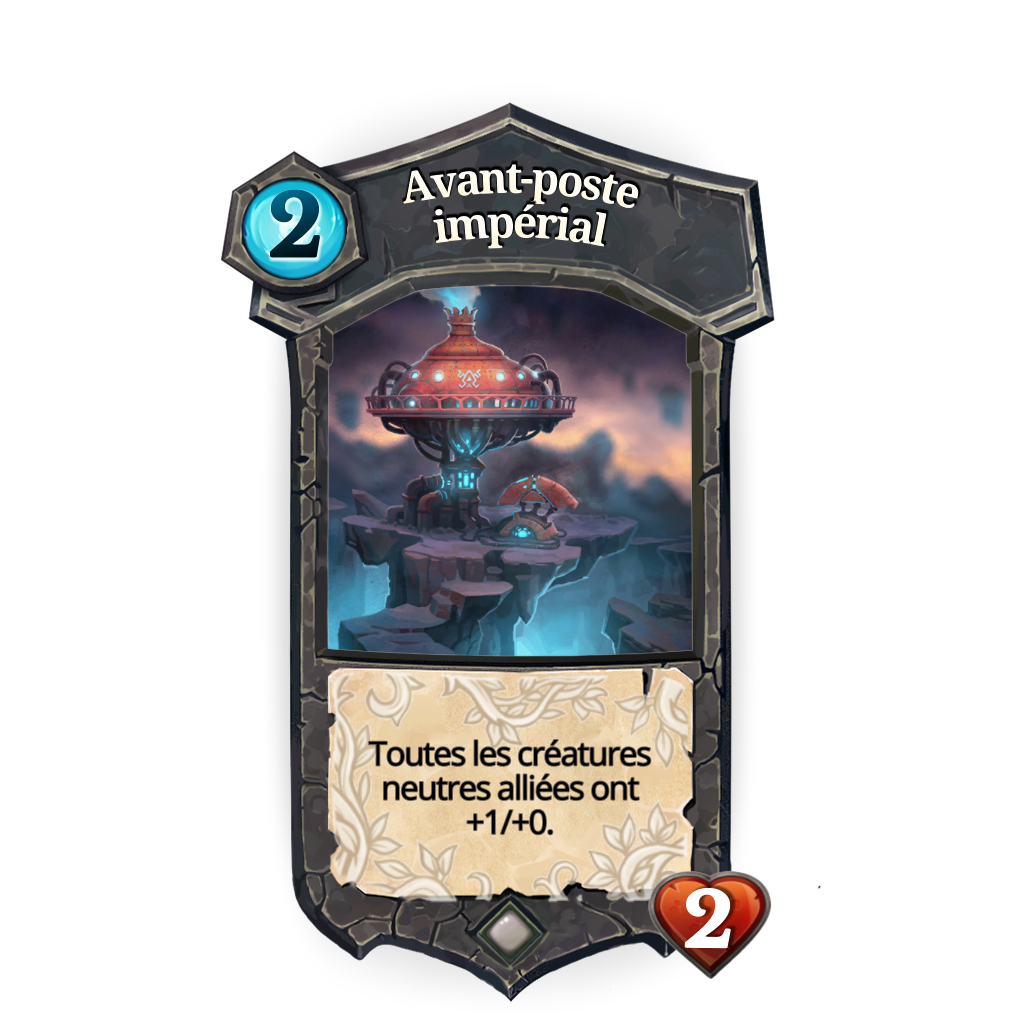 2
Avant-poste
impérial
Toutes les créatures
neutres alliées ont
+1/+0.
2